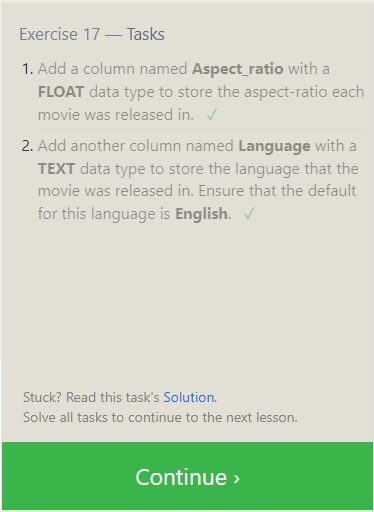 Exercise 17 — Tasks
1. Add a column named Aspect_ratio with a
FLOAT data type to store the aspect-ratio each
movie was released in. ✓
2. Add another column named Language with a
TEXT data type to store the language that the
movie was released in. Ensure that the default
for this language is English. ✓
Stuck? Read this task's Solution.
Solve all tasks to continue to the next lesson.
Continue ›